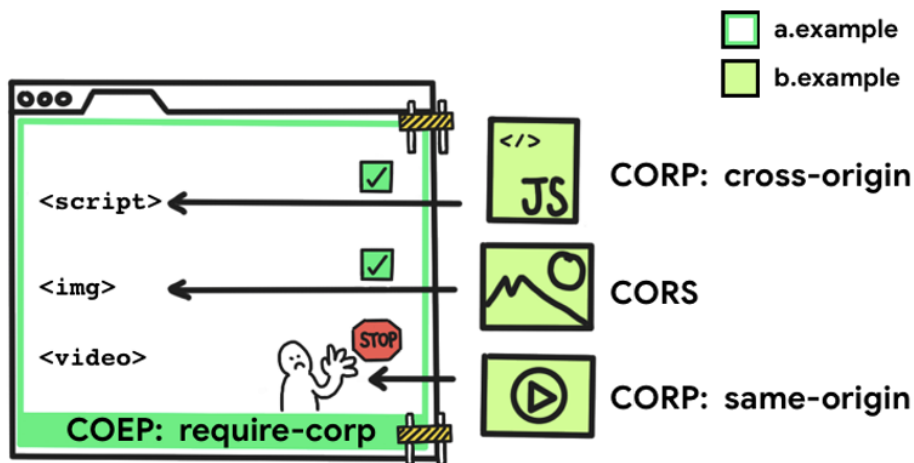 a.example
b.example
</>
JS
CORP: cross-origin
<script>
<img>
CORS
STOP
<video>
CORP: same-origin
COEP: require-corp